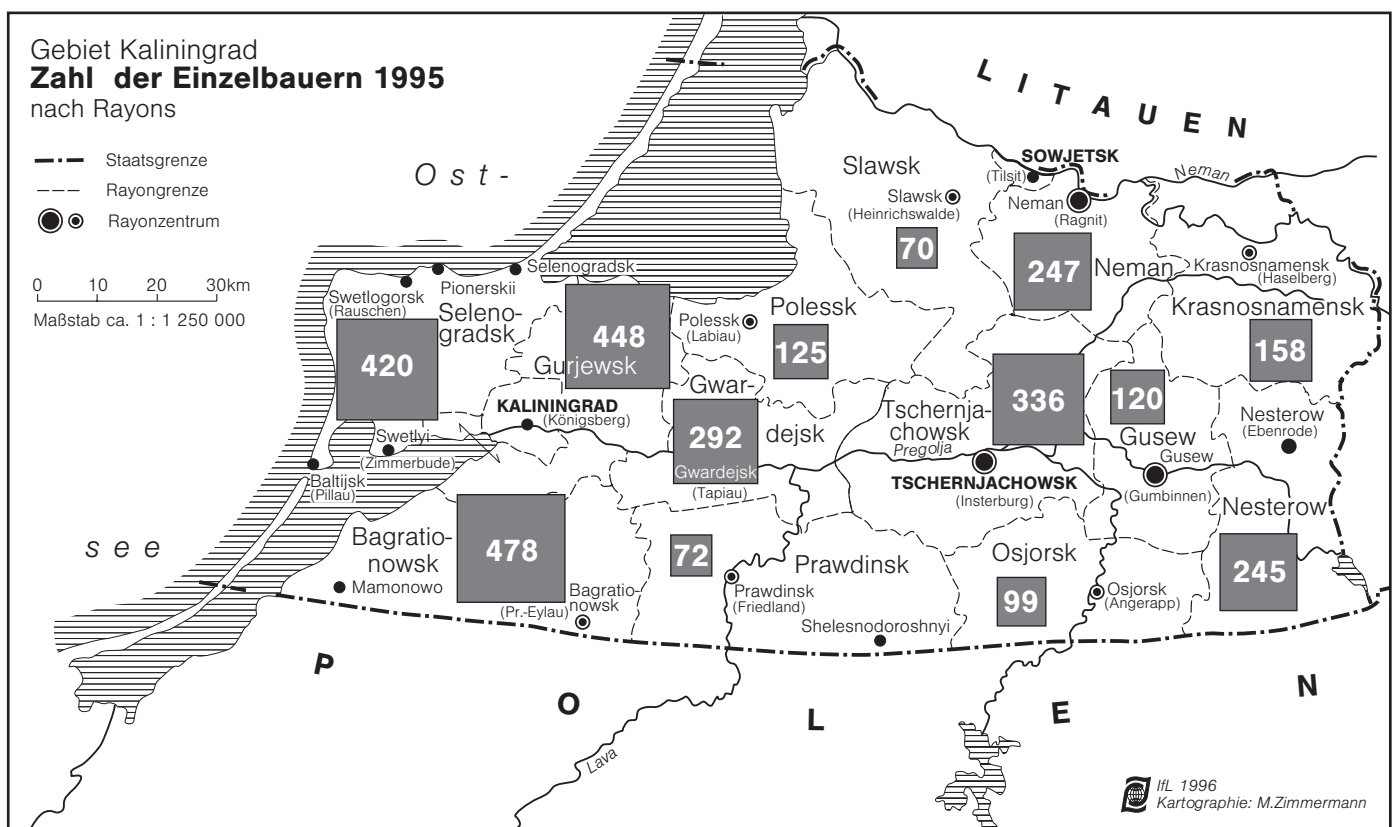 Gebiet Kaliningrad
Zahl der Einzelbauern 1995
nach Rayons
Staatsgrenze
Rayongrenze
Rayonzentrum
0 10 20 30km
Maßstab ca. 1 : 1 250 000
LITAUEN
Ost-
see
Neman
SOWJETSK
(Tilsit)
Neman
(Ragnit)
247
Neman
Slawsk
Slawsk
(Heinrichswalde)
70
Krasnosnamensk
(Haselberg)
Krasnosnamensk
158
Selenogradsk
Pionerskii
Swetlogorsk
(Rauschen)
Seleno-
gradsk
420
448
Gurjewsk
Polessk
(Labiau)
Polessk
125
KALININGRAD
(Königsberg)
Swetlyi
(Zimmerbude)
Baltijsk
(Pillau)
Gwar-
dejsk
292
Gwardejsk
(Tapiau)
Tschernja-
chowsk
336
Pregolja
TSCHERNJACHOWSK
(Insterburg)
120
Gusew
Gusew
(Gumbinnen)
Nesterow
(Ebenrode)
Nesterow
245
Bagratio-
nowsk
478
Mamonowo
Bagratio-
nowsk
(Pr.-Eylau)
72
Prawdinsk
Prawdinsk
(Friedland)
Shelesnodoroshnyi
Osjorsk
99
Osjorsk
(Angerapp)
POLEN
Lava
IfL 1996
Kartographie: M.Zimmermann